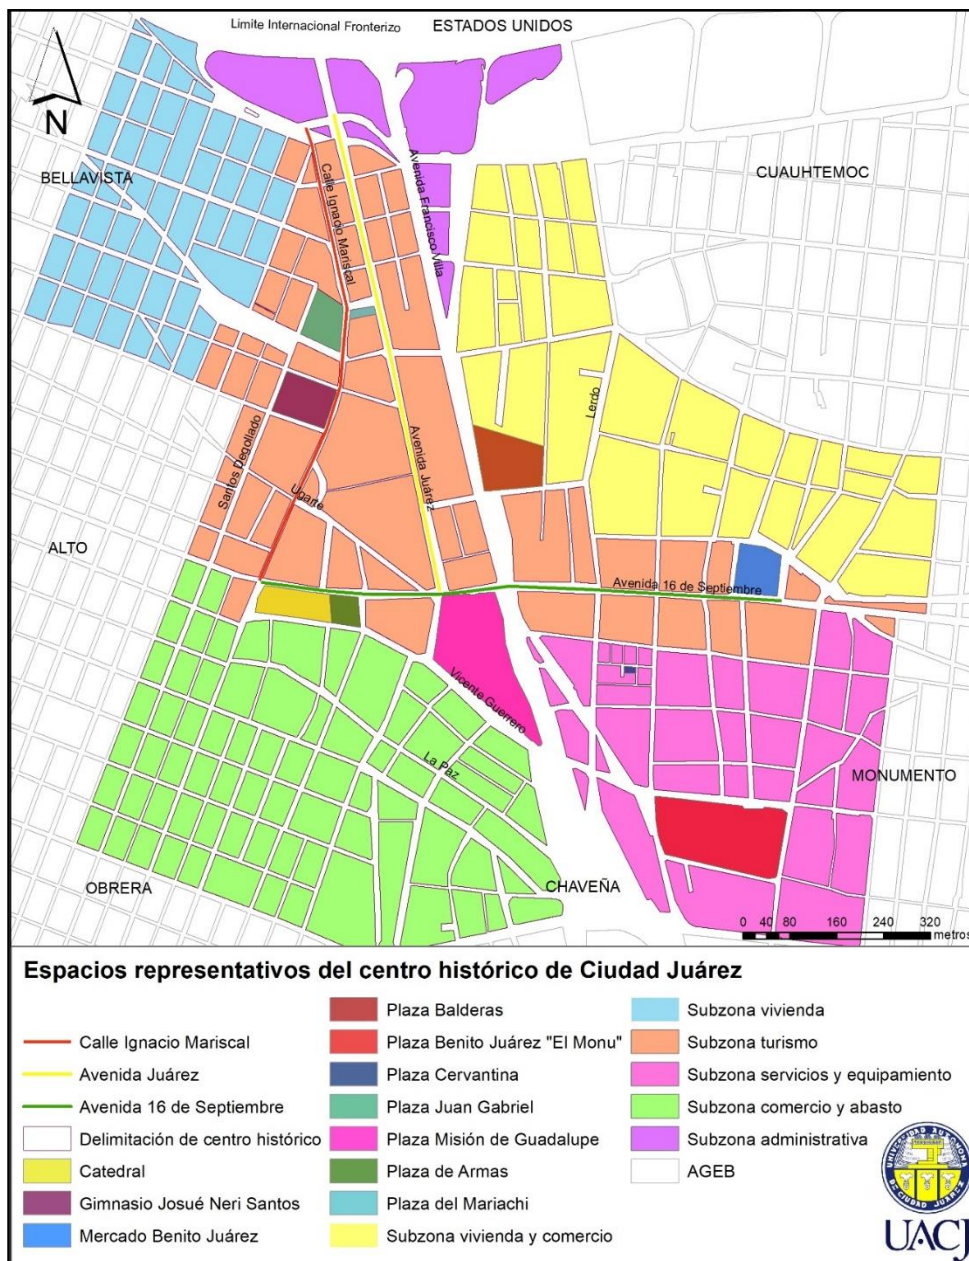 Limite Internacional Fronterizo
ESTADOS UNIDOS
N
BELLAVISTA
CUAUHTEMOC
Calle Ignacio Mariscal
Avenida Francisco Villa
Lerdo
Santos Degollado
Avenida Juárez
Ugarte
ALTO
Avenida 16 de Septiembre
Vicente Guerrero
La Paz
MONUMENTO
OBRERA
CHAVEÑA
0 40 80 160 240 320
metros
Espacios representativos del centro histórico de Ciudad Juárez
Calle Ignacio Mariscal
Avenida Juárez
Avenida 16 de Septiembre
Delimitación de centro histórico
Catedral
Gimnasio Josué Neri Santos
Mercado Benito Juárez
Plaza Balderas
Plaza Benito Juárez "El Monu"
Plaza Cervantina
Plaza Juan Gabriel
Plaza Misión de Guadalupe
Plaza de Armas
Plaza del Mariachi
Subzona vivienda y comercio
Subzona vivienda
Subzona turismo
Subzona servicios y equipamiento
Subzona comercio y abasto
Subzona administrativa
AGEB
UNIVERSIDAD AUTONOMA
DE CIUDAD JUAREZ
UACJ